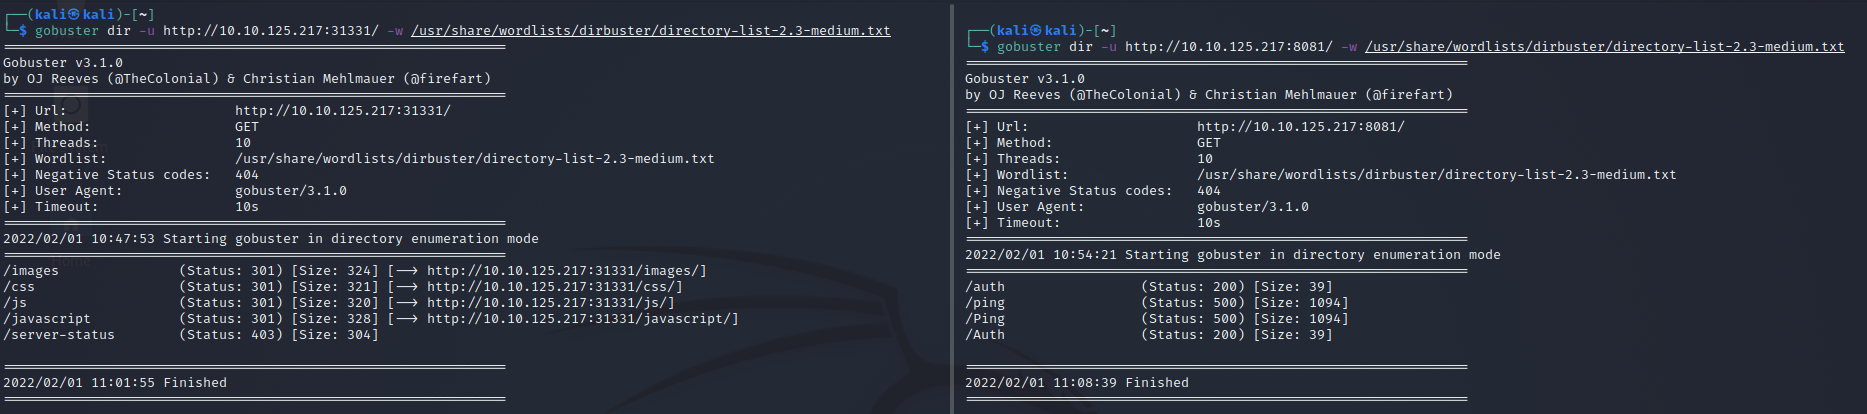 ┌──(kali㉿kali)-[~]
└─$ gobuster dir -u http://10.10.125.217:31331/ -w /usr/share/wordlists/dirbuster/directory-list-2.3-medium.txt
===============================================================
Gobuster v3.1.0
by OJ Reeves (@TheColonial) & Christian Mehlmauer (@firefart)
===============================================================
[+] Url:                     http://10.10.125.217:31331/
[+] Method:                  GET
[+] Threads:                 10
[+] Wordlist:                /usr/share/wordlists/dirbuster/directory-list-2.3-medium.txt
[+] Negative Status codes:   404
[+] User Agent:              gobuster/3.1.0
[+] Timeout:                 10s
===============================================================
2022/02/01 10:47:53 Starting gobuster in directory enumeration mode
===============================================================
/images               (Status: 301) [Size: 324] [--> http://10.10.125.217:31331/images/]
/css                  (Status: 301) [Size: 321] [--> http://10.10.125.217:31331/css/]
/js                   (Status: 301) [Size: 320] [--> http://10.10.125.217:31331/js/]
/javascript           (Status: 301) [Size: 328] [--> http://10.10.125.217:31331/javascript/]
/server-status        (Status: 403) [Size: 304]
===============================================================
2022/02/01 11:01:55 Finished
===============================================================
┌──(kali㉿kali)-[~]
└─$ gobuster dir -u http://10.10.125.217:8081/ -w /usr/share/wordlists/dirbuster/directory-list-2.3-medium.txt
===============================================================
Gobuster v3.1.0
by OJ Reeves (@TheColonial) & Christian Mehlmauer (@firefart)
===============================================================
[+] Url:                     http://10.10.125.217:8081/
[+] Method:                  GET
[+] Threads:                 10
[+] Wordlist:                /usr/share/wordlists/dirbuster/directory-list-2.3-medium.txt
[+] Negative Status codes:   404
[+] User Agent:              gobuster/3.1.0
[+] Timeout:                 10s
===============================================================
2022/02/01 10:54:21 Starting gobuster in directory enumeration mode
===============================================================
/auth                 (Status: 200) [Size: 39]
/ping                 (Status: 500) [Size: 1094]
/Ping                 (Status: 500) [Size: 1094]
/Auth                 (Status: 200) [Size: 39]
===============================================================
2022/02/01 11:08:39 Finished
===============================================================